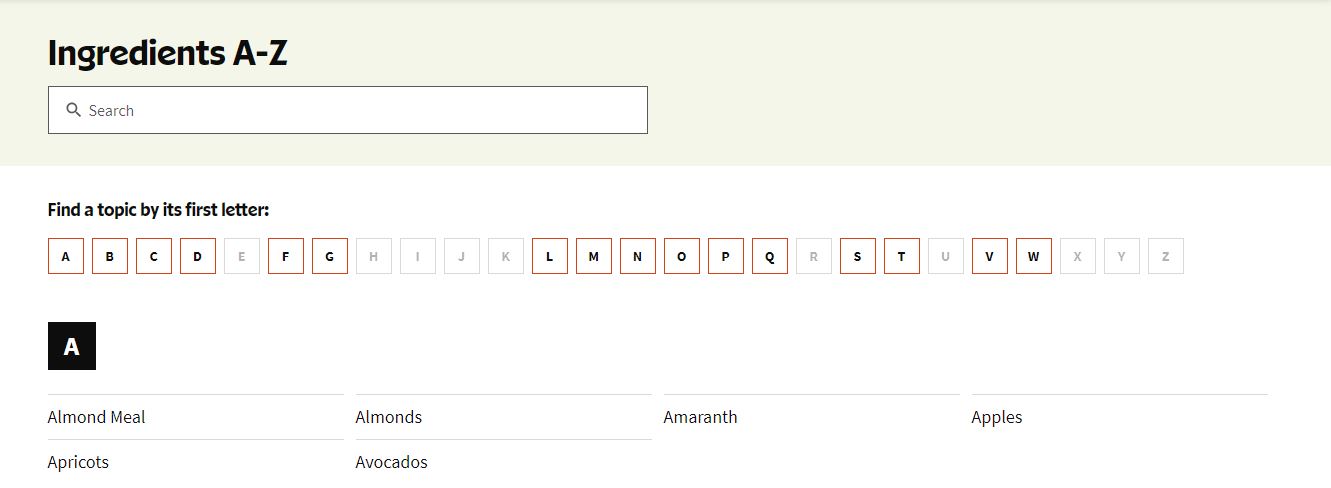 Ingredients A-Z
Search
Find a topic by its first letter:
A B C D E F G H I J K L M N O P Q R S T U V W X Y Z
A
Almond Meal Almonds Amaranth Apples
Apricots Avocados